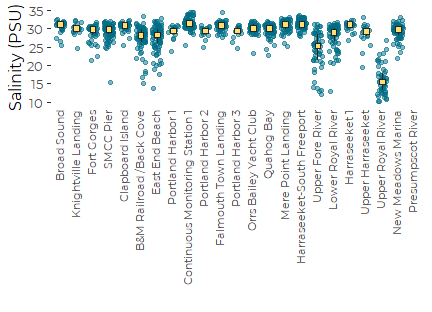 Salinity (PSU)
35
30
25
20
15
10
Broad Sound
Knightville Landing
Fort Gorges
SMCC Pier
Clapboard Island
B&M Railroad/Back Cove
East End Beach
Portland Harbor 1
Continuous Monitoring Station 1
Portland Harbor 2
Falmouth Town Landing
Portland Harbor 3
Orrs Bailey Yacht Club
Quahog Bay
Mere Point Landing
Harraseeket-South Freeport
Upper Fore River
Lower Royal River
Harraseeket 1
Upper Harraseeket
Upper Royal River
New Meadows Marina
Presumpscot River